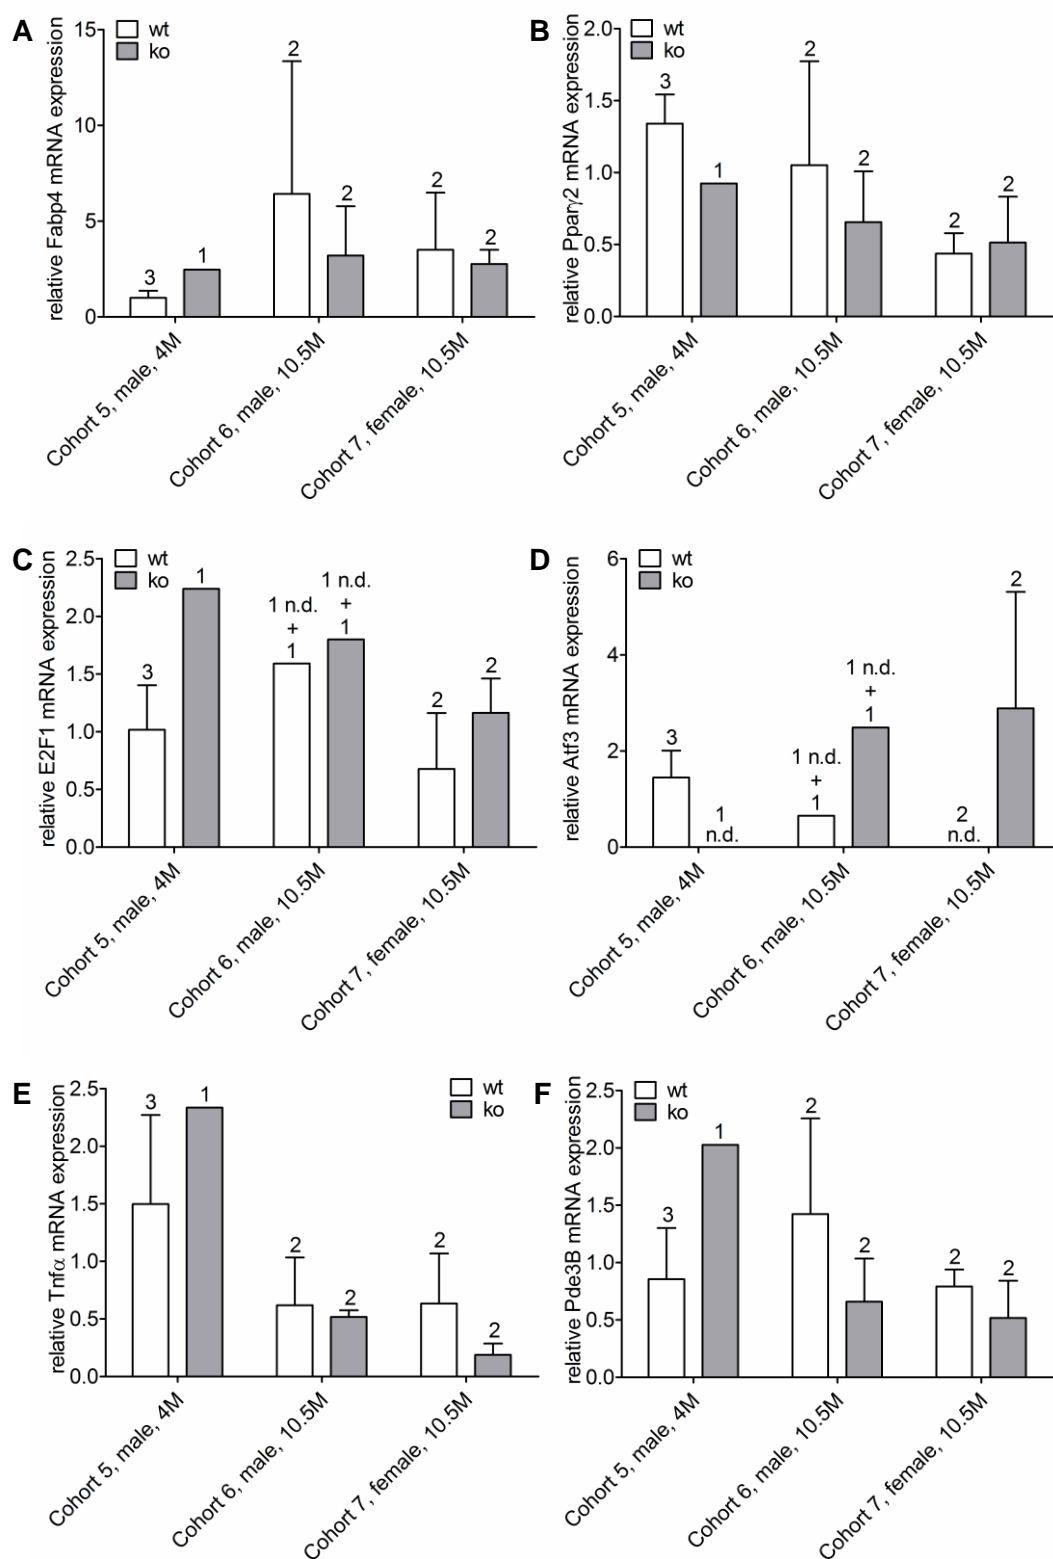 A
relative Fabp4 mRNA expression
wt
ko
15
10
5
0
3
1
2
2
2
2
Cohort 5, male, 4M
Cohort 6, male, 10.5M
Cohort 7, female, 10.5M
B
relative Pparγ2 mRNA expression
wt
ko
2.0
1.5
1.0
0.5
0.0
3
1
2
2
2
2
Cohort 5, male, 4M
Cohort 6, male, 10.5M
Cohort 7, female, 10.5M
C
relative E2F1 mRNA expression
wt
ko
2.5
2.0
1.5
1.0
0.5
0.0
3
1
1 n.d.
+
1
1 n.d.
+
1
2
2
Cohort 5, male, 4M
Cohort 6, male, 10.5M
Cohort 7, female, 10.5M
D
relative Atf3 mRNA expression
wt
ko
6
4
2
0
3
1
n.d.
1 n.d.
+
1
1 n.d.
+
1
2
n.d.
2
Cohort 5, male, 4M
Cohort 6, male, 10.5M
Cohort 7, female, 10.5M
E
relative Tnfα mRNA expression
wt
ko
2.5
2.0
1.5
1.0
0.5
0.0
3
1
2
2
2
2
Cohort 5, male, 4M
Cohort 6, male, 10.5M
Cohort 7, female, 10.5M
F
relative Pde3B mRNA expression
wt
ko
2.5
2.0
1.5
1.0
0.5
0.0
3
1
2
2
2
2
Cohort 5, male, 4M
Cohort 6, male, 10.5M
Cohort 7, female, 10.5M